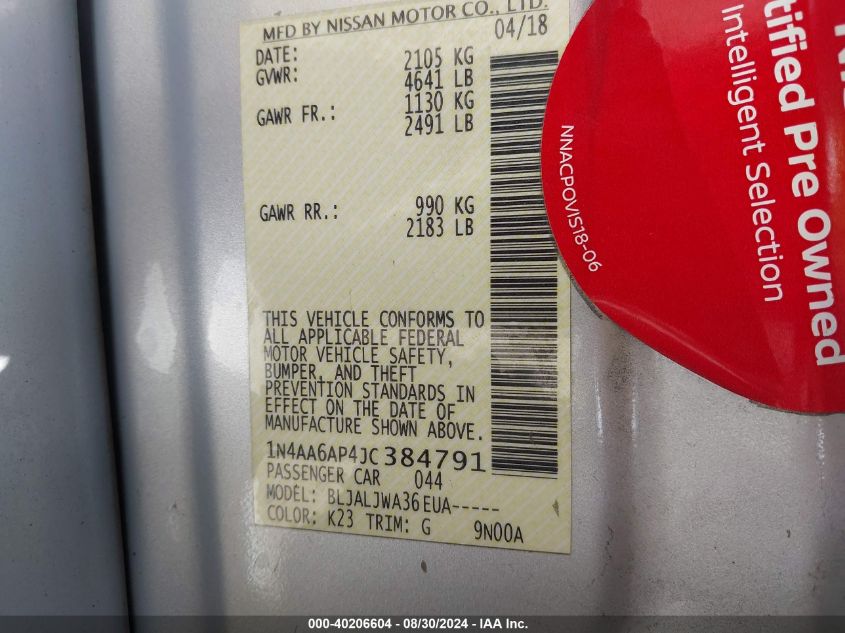 MFD BY NISSAN MOTOR CO., LTD.
DATE: 04/18
GVWR: 2105 KG
4641 LB
GAWR FR.: 1130 KG
2491 LB
GAWR RR.: 990 KG
2183 LB
THIS VEHICLE CONFORMS TO
ALL APPLICABLE FEDERAL
MOTOR VEHICLE SAFETY,
BUMPER, AND THEFT
PREVENTION STANDARDS IN
EFFECT ON THE DATE OF
MANUFACTURE SHOWN ABOVE.
1N4AA6AP4JC384791
PASSENGER CAR 044
MODEL: BLJALJWA36EUA-----
COLOR: K23 TRIM: G 9N00A
Pre Owned
Intelligent Selection
NNACPOVIS18-06
000-40206604 - 08/30/2024 - IAA Inc.